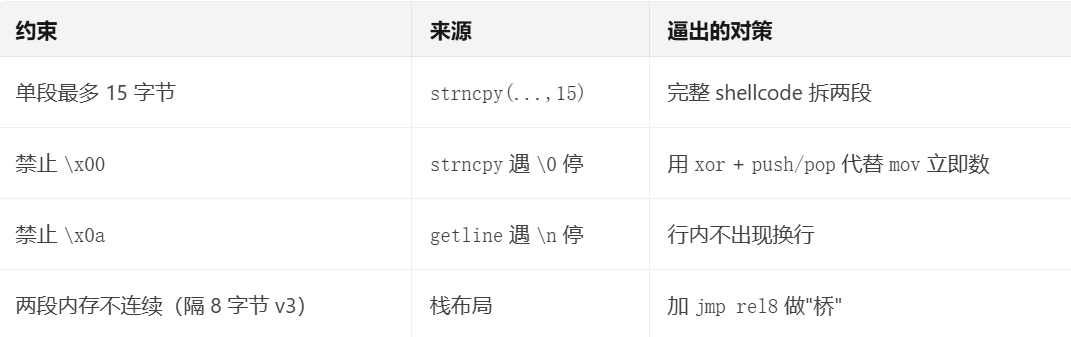 约束 来源 逼出的对策
单段最多 15 字节 strncpy(...,15) 完整 shellcode 拆两段
禁止 \x00 strncpy 遇 \0 停 用 xor + push/pop 代替 mov 立即数
禁止 \x0a getline 遇 \n 停 行内不出现换行
两段内存不连续（隔 8 字节 v3） 栈布局 加 jmp rel8 做"桥"